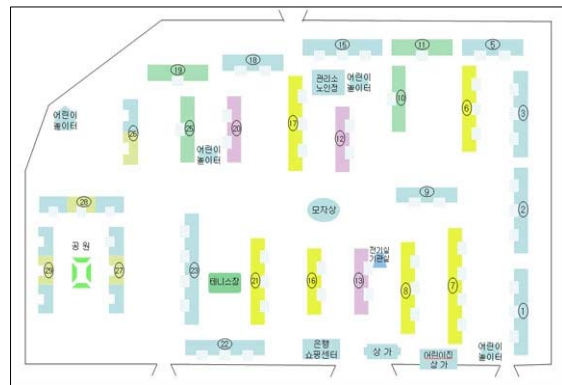 ⑮
⑪
⑤
⑱
⑲
관리소
노인정
어린이
놀이터
⑰
⑩
⑥
③
어린이
놀이터
㉕
⑳
⑫
어린이
놀이터
②
⑨
㉘
모자상
공 원
전기실
기관실
㉙
㉗
㉓
테니스장
㉑
⑯
⑬
⑧
⑦
①
㉒
은행
쇼핑센터
상 가
어린이집
상 가
어린이
놀이터